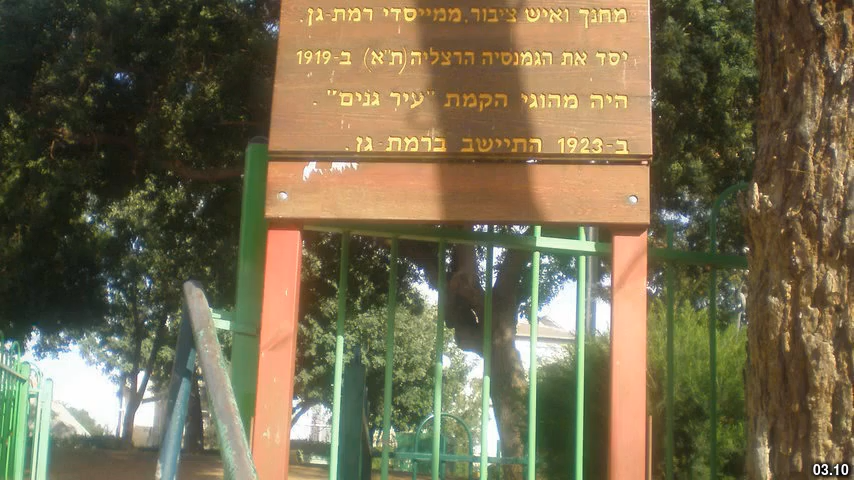 מחנך ואיש ציבור, ממייסדי רמת-גן.
יסד את הגמנסיה הרצליה (ת"א) ב-1919
היה מהוגי הקמת "עיר גנים".
ב-1923 התיישב ברמת-גן.
03.10